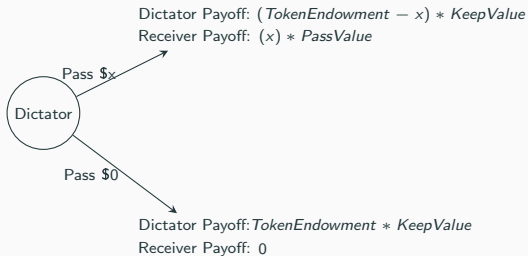 Dictator Payoff: (TokenEndowment − x) ∗ KeepValue
Receiver Payoff: (x) ∗ PassValue
Pass $x
Dictator
Pass $0
Dictator Payoff:TokenEndowment ∗ KeepValue
Receiver Payoff: 0